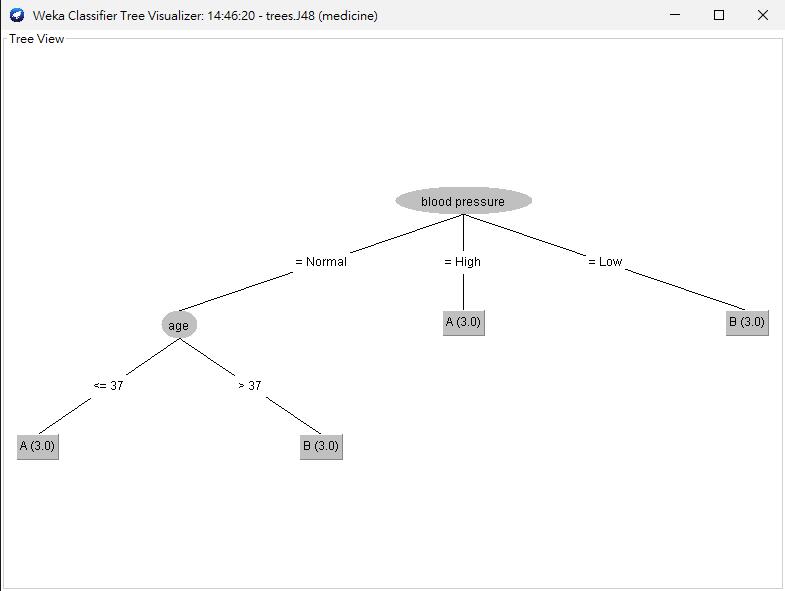 Weka Classifier Tree Visualizer: 14:46:20 - trees.J48 (medicine)
Tree View
blood pressure
= Normal
= High
= Low
age
A (3.0)
B (3.0)
<= 37
> 37
A (3.0)
B (3.0)